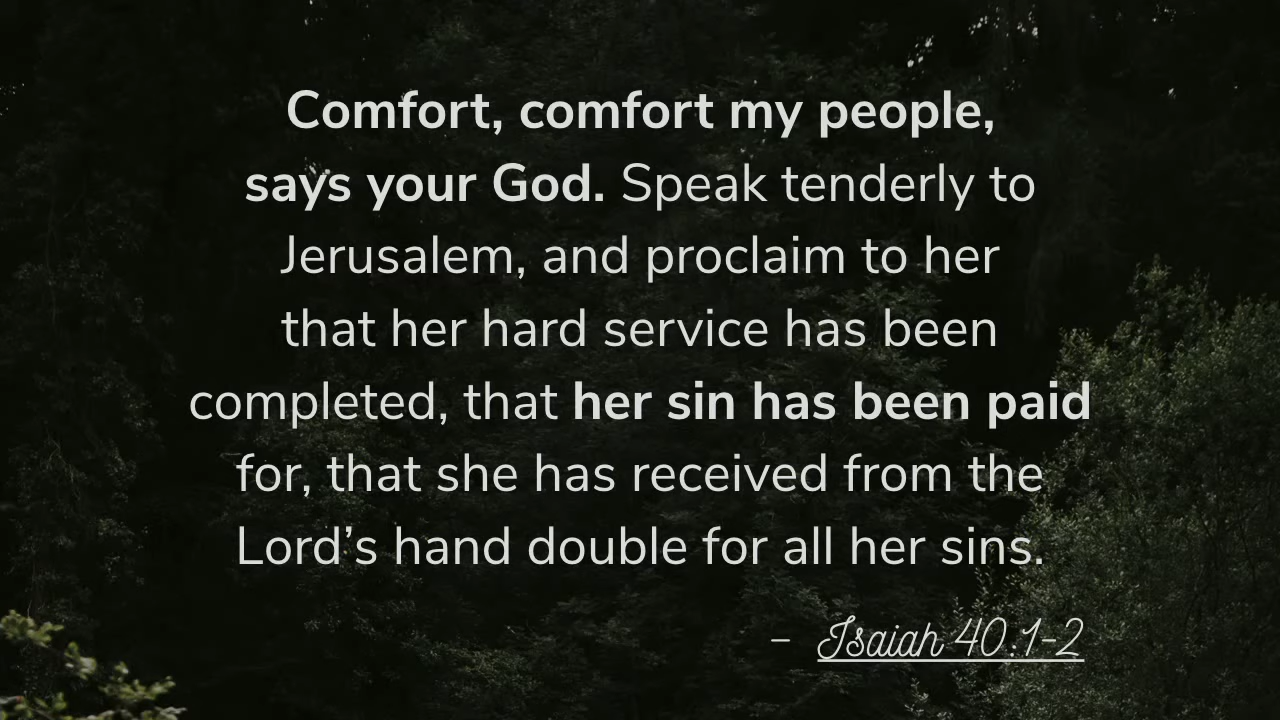 Comfort, comfort my people,
says your God. Speak tenderly to
Jerusalem, and proclaim to her
that her hard service has been
completed, that her sin has been paid
for, that she has received from the
Lord’s hand double for all her sins.
– Isaiah 40:1-2